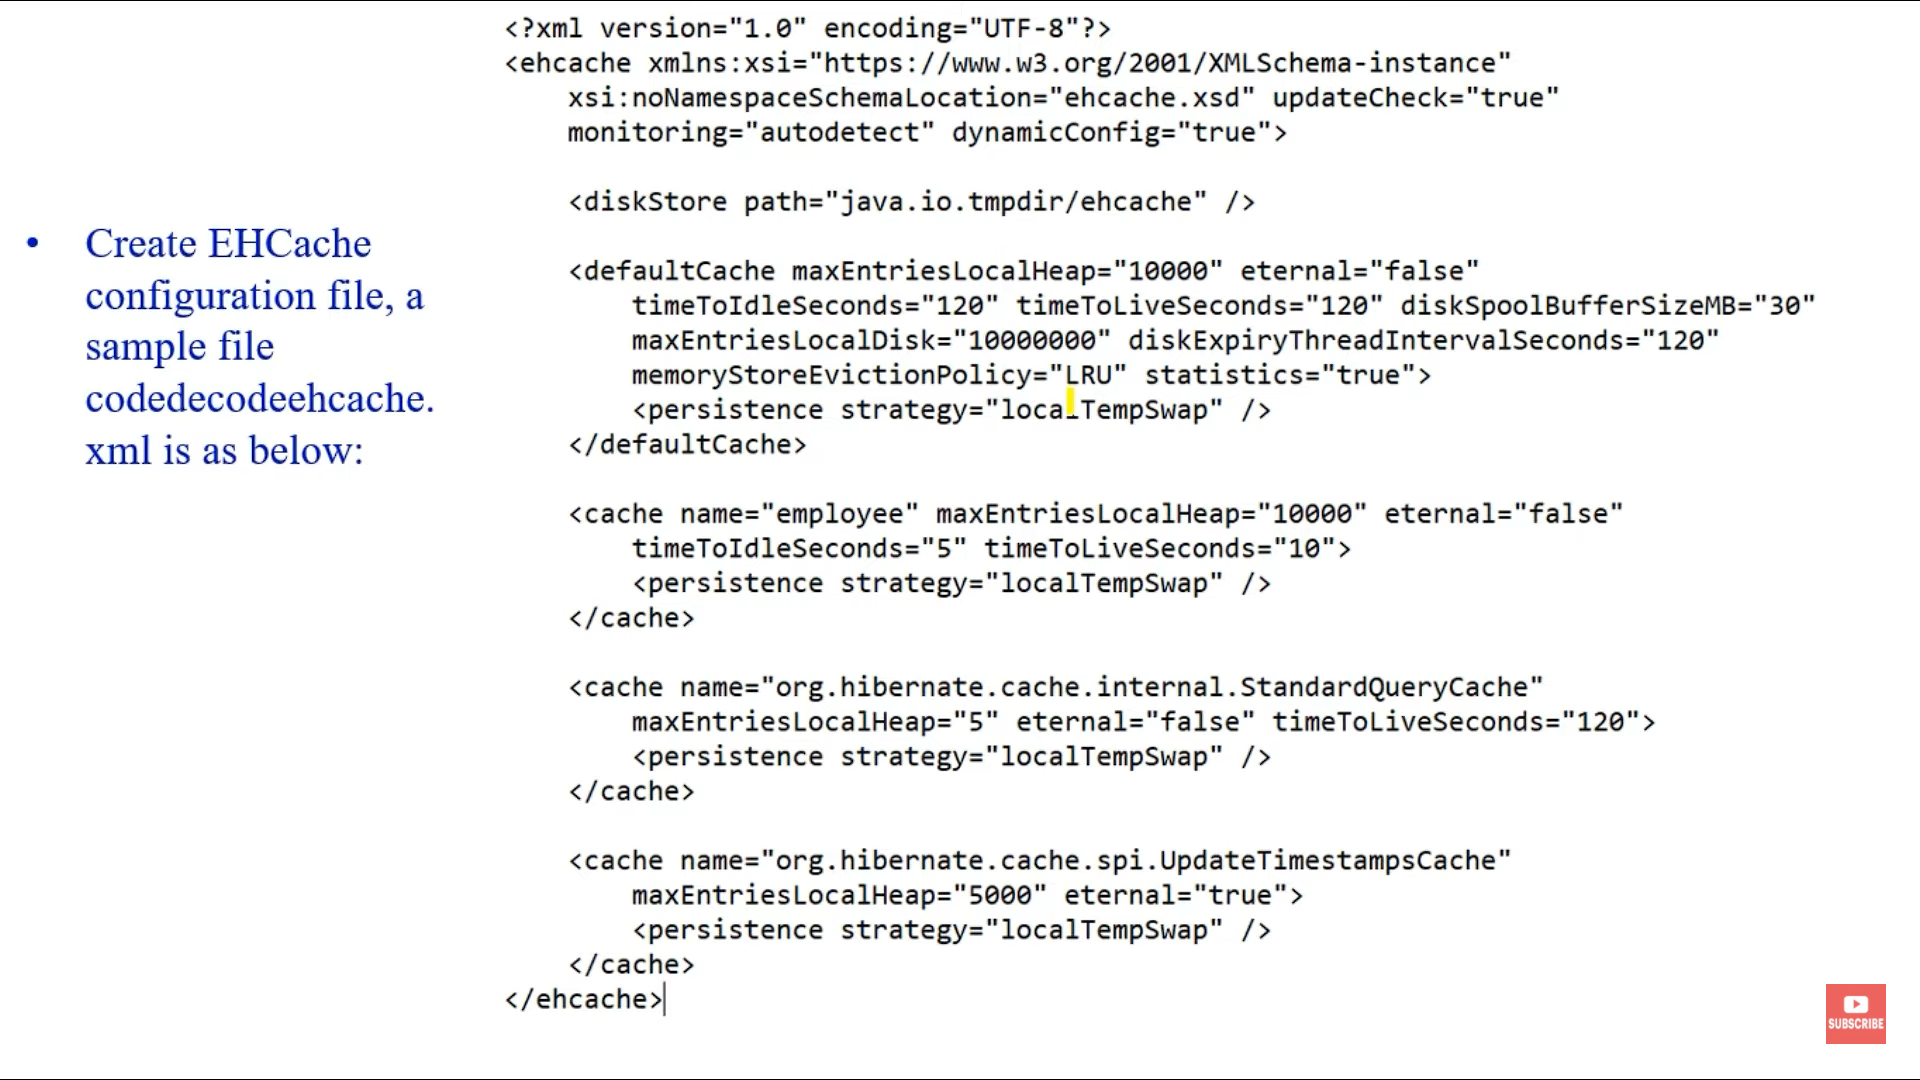 • Create EHCache
configuration file, a
sample file
codedecodeehcache.
xml is as below:
<?xml version="1.0" encoding="UTF-8"?>
<ehcache xmlns:xsi="https://www.w3.org/2001/XMLSchema-instance"
xsi:noNamespaceSchemaLocation="ehcache.xsd" updateCheck="true"
monitoring="autodetect" dynamicConfig="true">
<diskStore path="java.io.tmpdir/ehcache" />
<defaultCache maxEntriesLocalHeap="10000" eternal="false"
timeToIdleSeconds="120" timeToLiveSeconds="120" diskSpoolBufferSizeMB="30"
maxEntriesLocalDisk="10000000" diskExpiryThreadIntervalSeconds="120"
memoryStoreEvictionPolicy="LRU" statistics="true">
<persistence strategy="localTempSwap" />
</defaultCache>
<cache name="employee" maxEntriesLocalHeap="10000" eternal="false"
timeToIdleSeconds="5" timeToLiveSeconds="10">
<persistence strategy="localTempSwap" />
</cache>
<cache name="org.hibernate.cache.internal.StandardQueryCache"
maxEntriesLocalHeap="5" eternal="false" timeToLiveSeconds="120">
<persistence strategy="localTempSwap" />
</cache>
<cache name="org.hibernate.cache.spi.UpdateTimestampsCache"
maxEntriesLocalHeap="5000" eternal="true">
<persistence strategy="localTempSwap" />
</cache>
</ehcache>
SUBSCRIBE